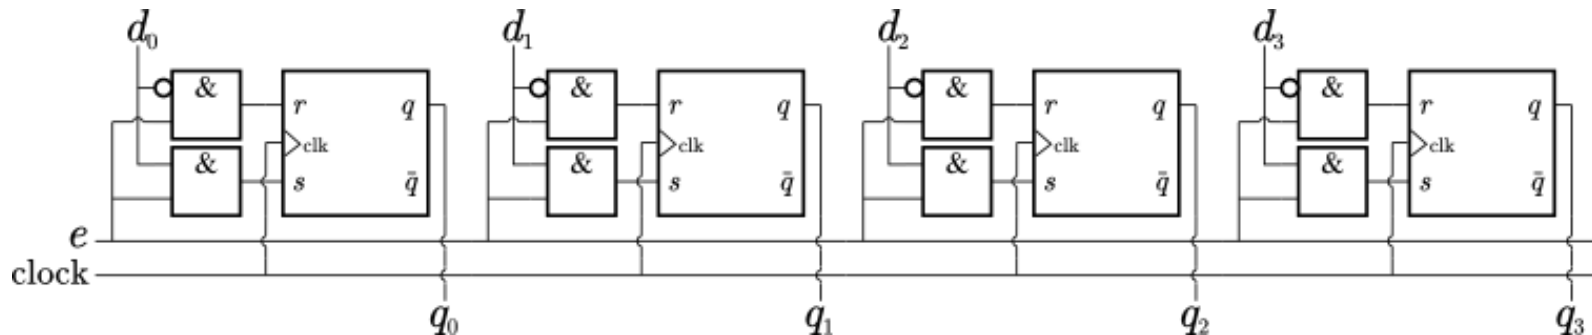 d₀ d₁ d₂ d₃
& & & &
r q r q r q r q
clk clk clk clk
& & & &
s q̄ s q̄ s q̄ s q̄
e
clock
q₀ q₁ q₂ q₃